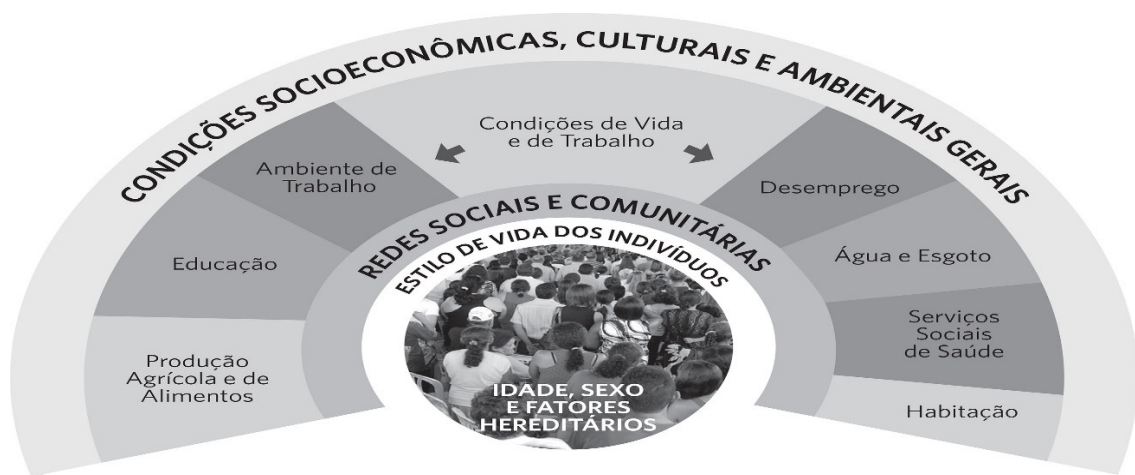 CONDIÇÕES SOCIOECONÔMICAS, CULTURAIS E AMBIENTAIS GERAIS
Condições de Vida
e de Trabalho
Ambiente de
Trabalho
Desemprego
Educação
Água e Esgoto
Produção
Agrícola e de
Alimentos
Serviços
Sociais
de Saúde
Habitação
REDES SOCIAIS E COMUNITÁRIAS
ESTILO DE VIDA DOS INDIVÍDUOS
IDADE, SEXO
E FATORES
HEREDITÁRIOS